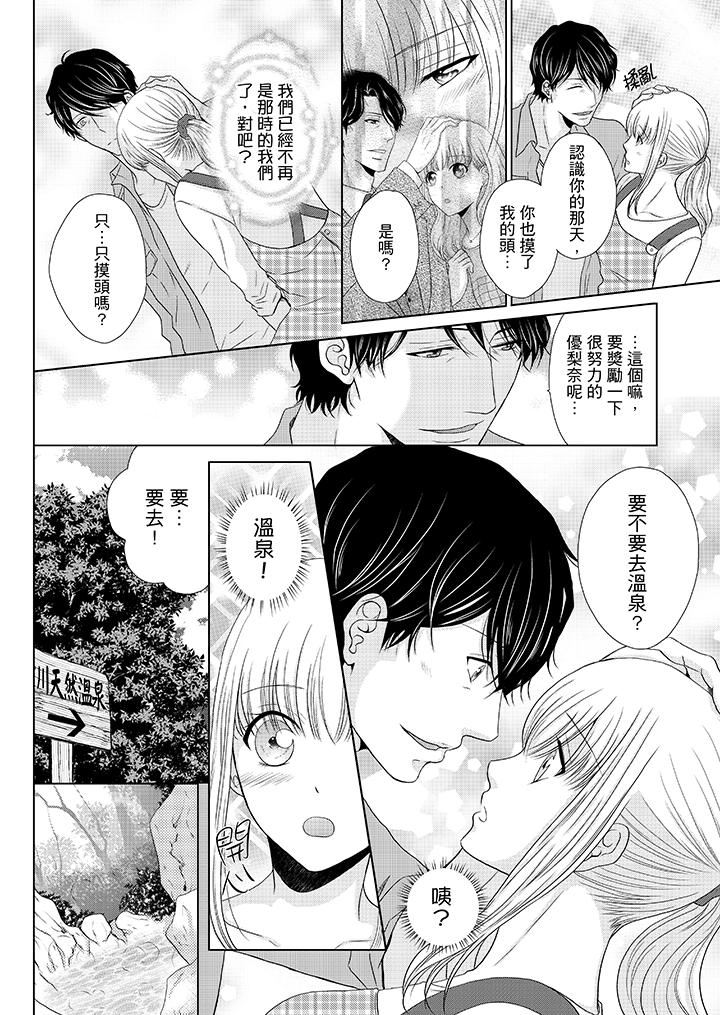 揉亂
認識你的那天，
你也摸了
我的頭…
是嗎？
我們已經不再
是那時的我們
了，對吧？
只…只摸頭嗎？
…這個嘛，
要獎勵一下
很努力的
優梨奈呢…
要不要去溫泉？
咦？
溫泉！
開心
要…
要去！
川天然溫泉